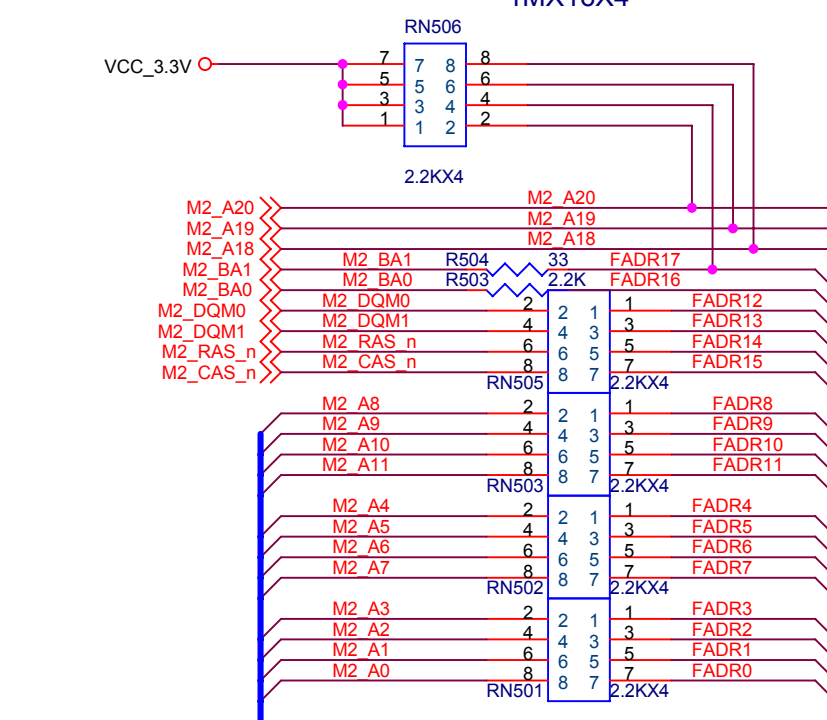 1MX16X4
RN506
VCC_3.3V
7 7 8 8
5 5 6 6
3 3 4 4
1 1 2 2
2.2KX4
M2_A20 M2_A20
M2_A19 M2_A19
M2_A18 M2_A18
M2_BA1 M2_BA1 R504 33 FADR17
M2_BA0 M2_BA0 R503 2.2K FADR16
M2_DQM0 M2_DQM0 2 2 1 1 FADR12
M2_DQM1 M2_DQM1 4 4 3 3 FADR13
M2_RAS_n M2_RAS_n 6 6 5 5 FADR14
M2_CAS_n M2_CAS_n 8 8 7 7 FADR15
RN505 2.2KX4
M2_A8 2 2 1 1 FADR8
M2_A9 4 4 3 3 FADR9
M2_A10 6 6 5 5 FADR10
M2_A11 8 8 7 7 FADR11
RN503 2.2KX4
M2_A4 2 2 1 1 FADR4
M2_A5 4 4 3 3 FADR5
M2_A6 6 6 5 5 FADR6
M2_A7 8 8 7 7 FADR7
RN502 2.2KX4
M2_A3 2 2 1 1 FADR3
M2_A2 4 4 3 3 FADR2
M2_A1 6 6 5 5 FADR1
M2_A0 8 8 7 7 FADR0
RN501 2.2KX4